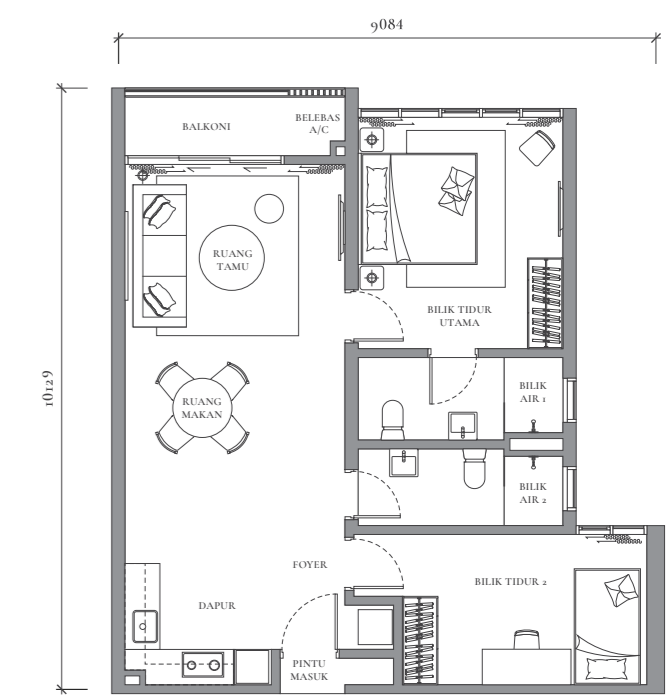 9084
BALKONI
BELEBAS
A/C
RUANG
TAMU
BILIK TIDUR
UTAMA
10129
BILIK
AIR 1
RUANG
MAKAN
BILIK
AIR 2
FOYER
BILIK TIDUR 2
DAPUR
PINTU
MASUK